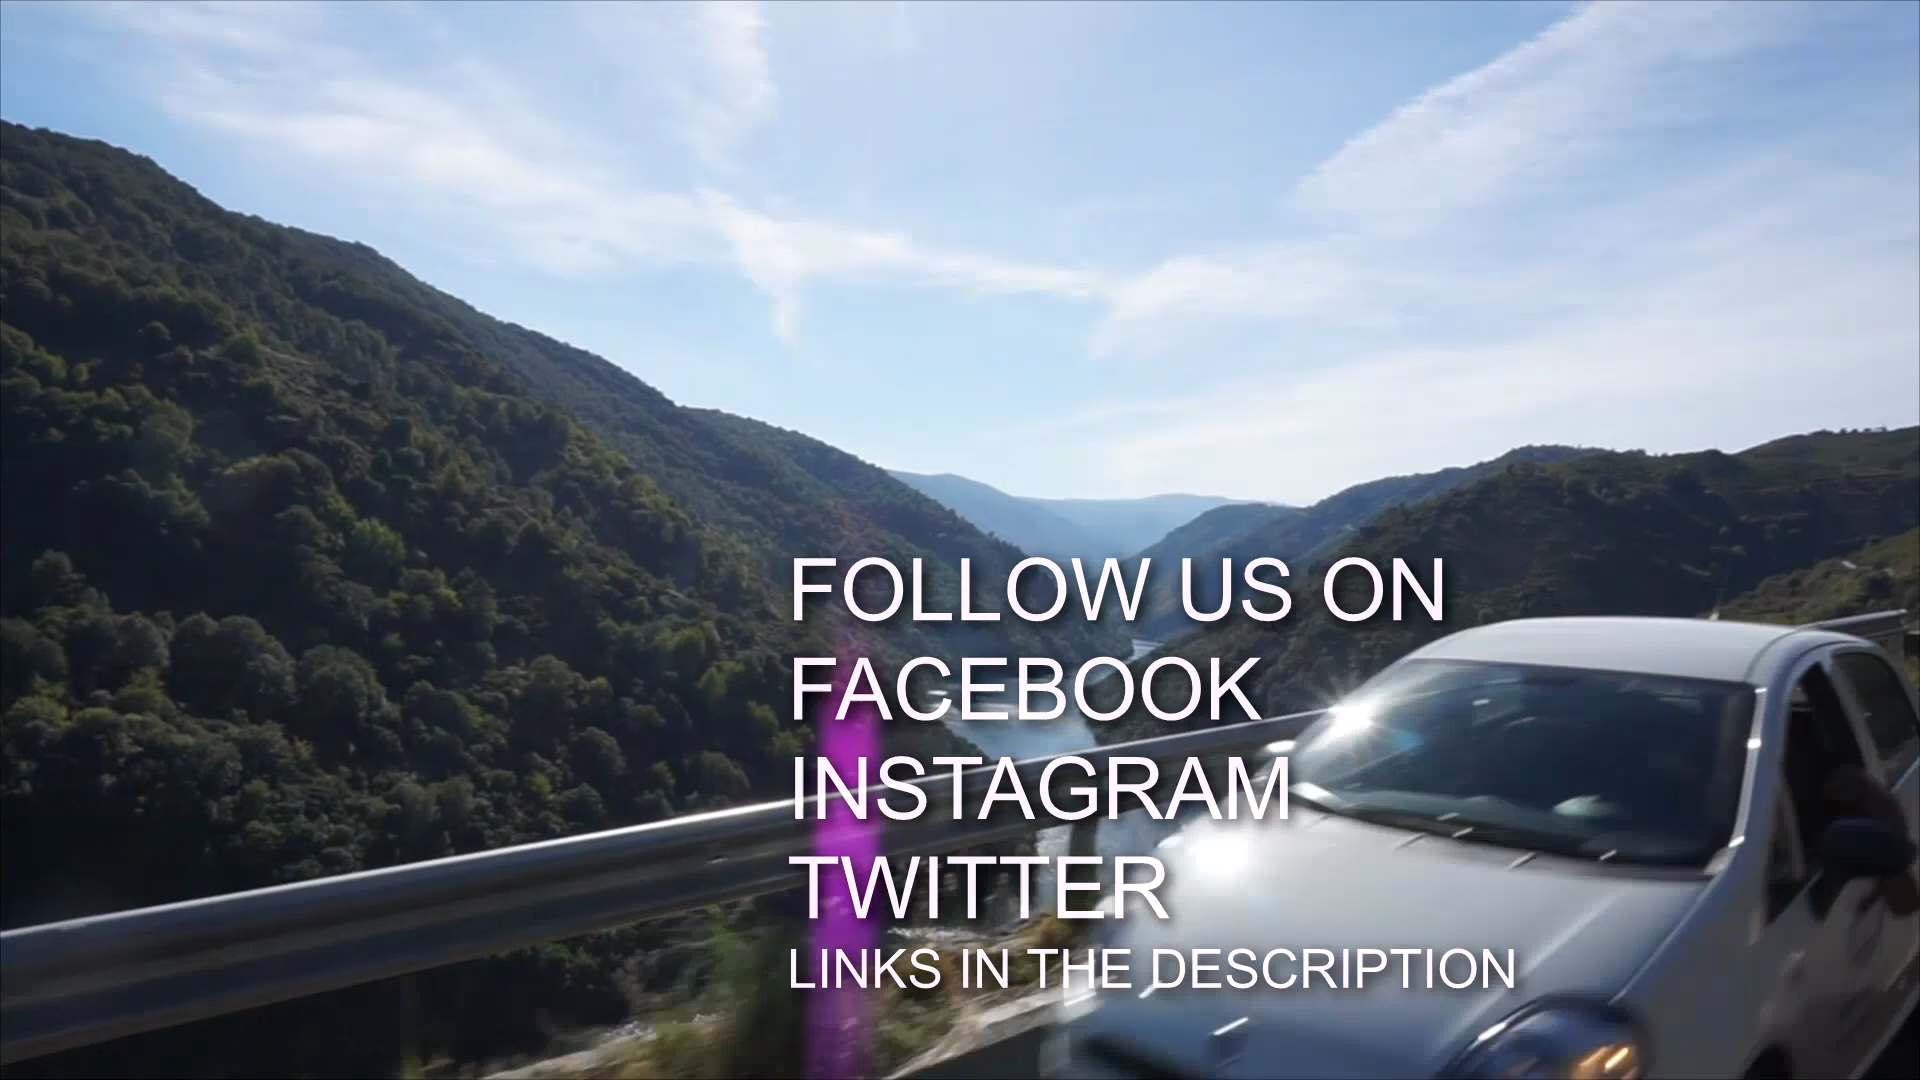 FOLLOW US ON
FACEBOOK
INSTAGRAM
TWITTER
LINKS IN THE DESCRIPTION